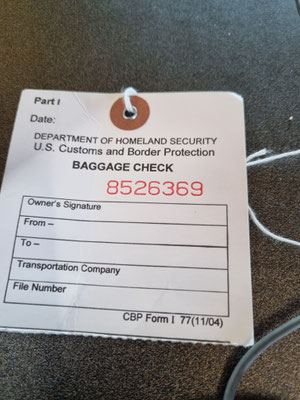 Part I
Date:
DEPARTMENT OF HOMELAND SECURITY
U.S. Customs and Border Protection
BAGGAGE CHECK
8526369
Owner's Signature
From –
To –
Transportation Company
File Number
CBP Form I 77(11/04)